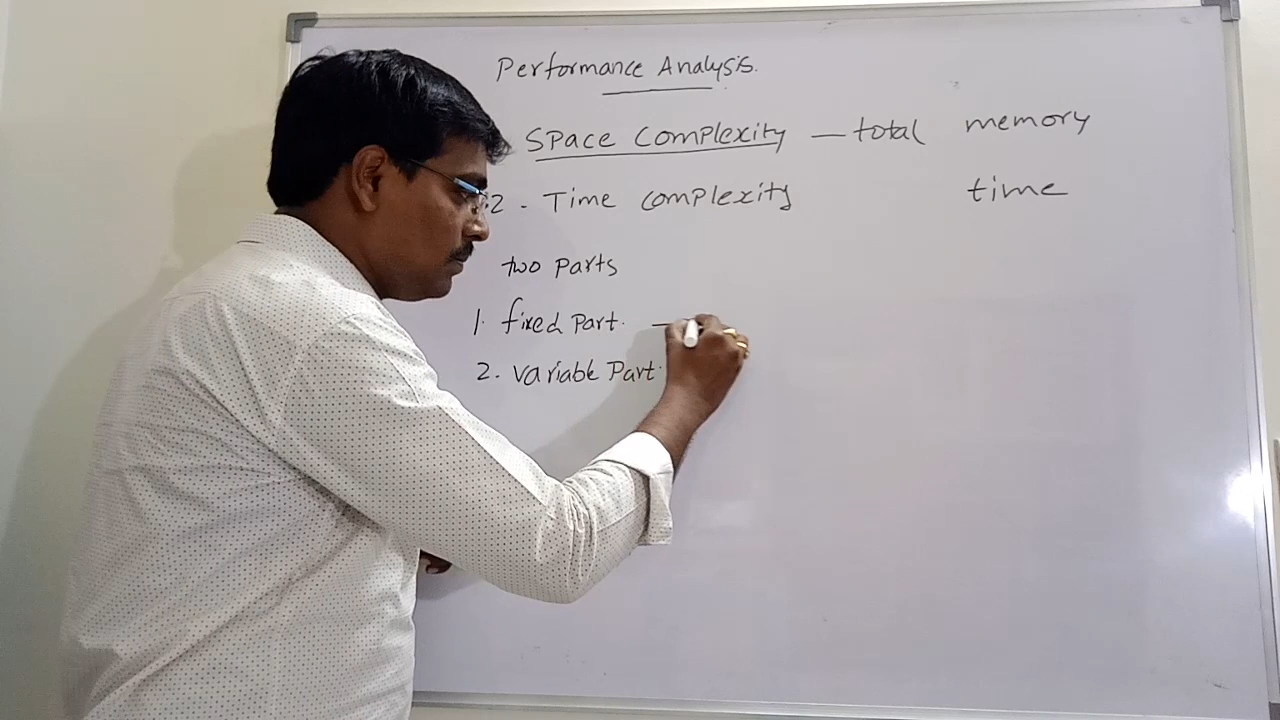 Performance Analysis.
Space Complexity — total memory
2. Time complexity time
two parts
1. fixed part. —
2. variable part.